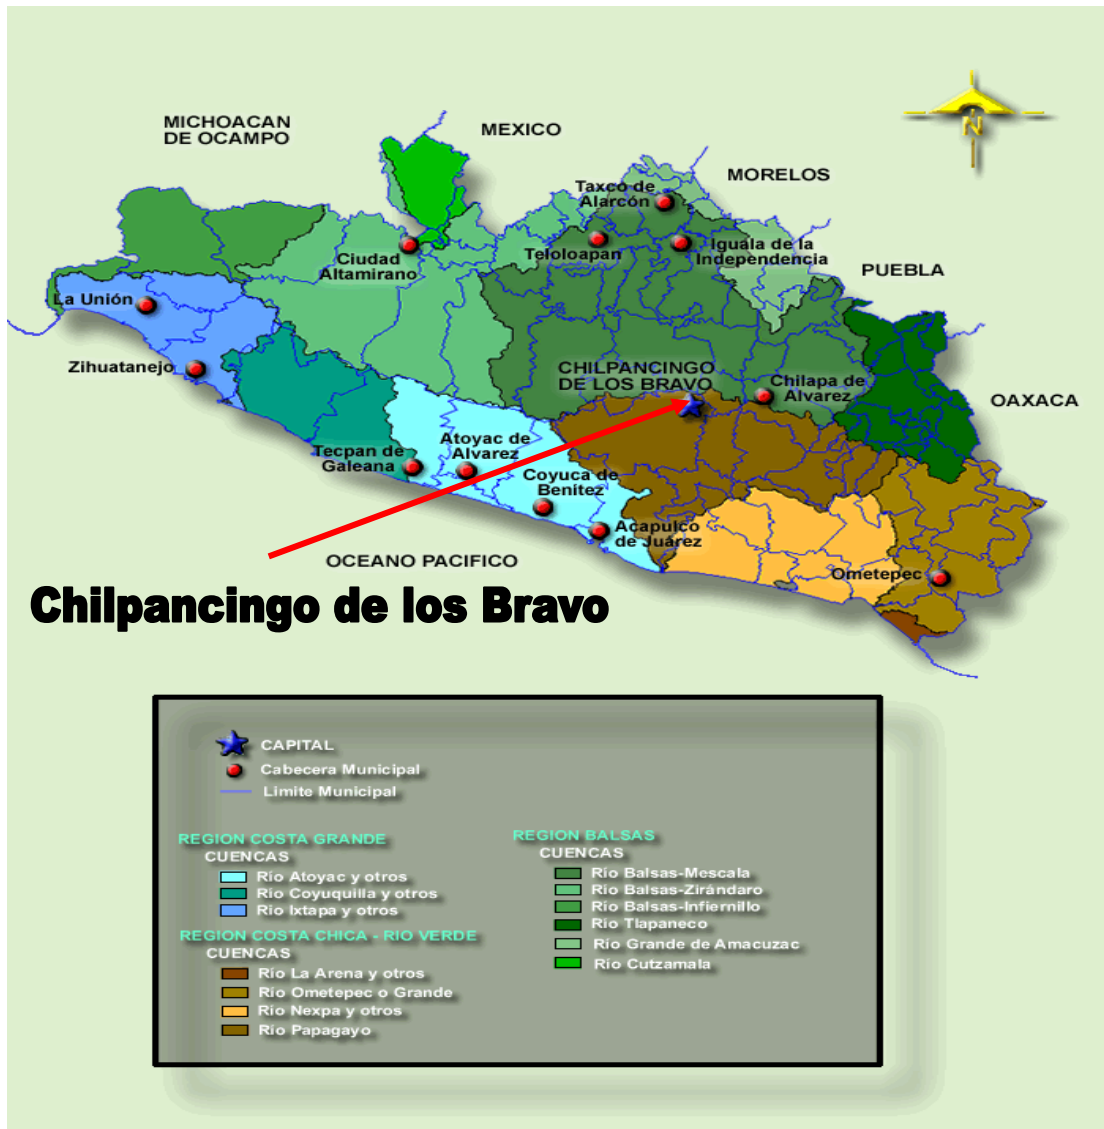 MICHOACAN
DE OCAMPO
MEXICO
MORELOS
Taxco de
Alarcón
Teloloapan
Iguala de la
Independencia
PUEBLA
Ciudad
Altamirano
La Unión
Zihuatanejo
CHILPANCINGO
DE LOS BRAVO
Chilapa de
Alvarez
OAXACA
Tecpan de
Galeana
Atoyac de
Alvarez
Coyuca de
Benítez
Acapulco
de Juárez
OCEANO PACIFICO
Ometepec
N
Chilpancingo de los Bravo
CAPITAL
Cabecera Municipal
Limite Municipal
REGION COSTA GRANDE
CUENCAS
Río Atoyac y otros
Río Coyuquilla y otros
Río Ixtapa y otros
REGION COSTA CHICA - RIO VERDE
CUENCAS
Río La Arena y otros
Río Ometepec o Grande
Río Nexpa y otros
Río Papagayo
REGION BALSAS
CUENCAS
Río Balsas-Mescala
Río Balsas-Zirándaro
Río Balsas-Infiernillo
Río Tlapaneco
Río Grande de Amacuzac
Río Cutzamala